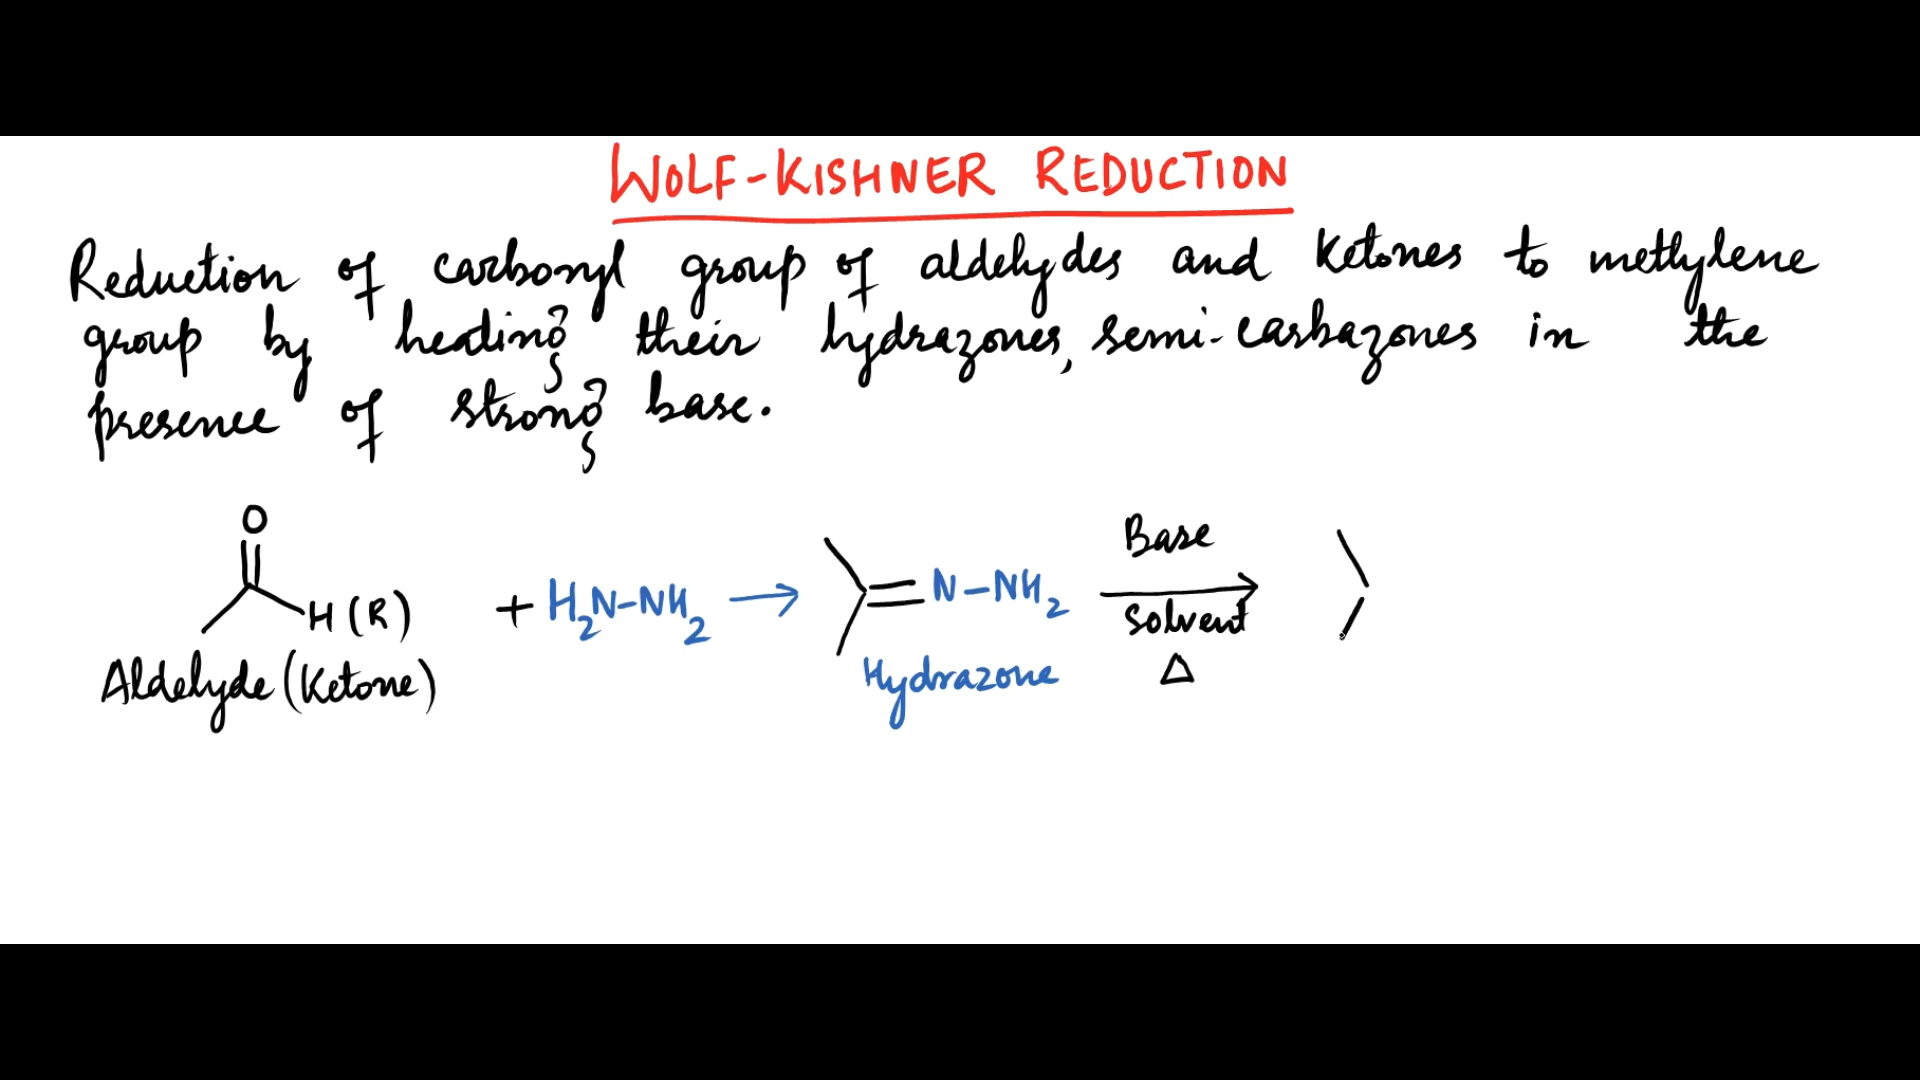 WOLF-KISHNER REDUCTION
Reduction of carbonyl group of aldehydes and Ketones to methylene
group by heating their hydrazones, semi-carbazones in the
presence of strong base.
O
H (R)
+ H₂N-NH₂ → N-NH₂
Base
Solvent
Δ
Aldelyde (Ketone)
Hydrazone